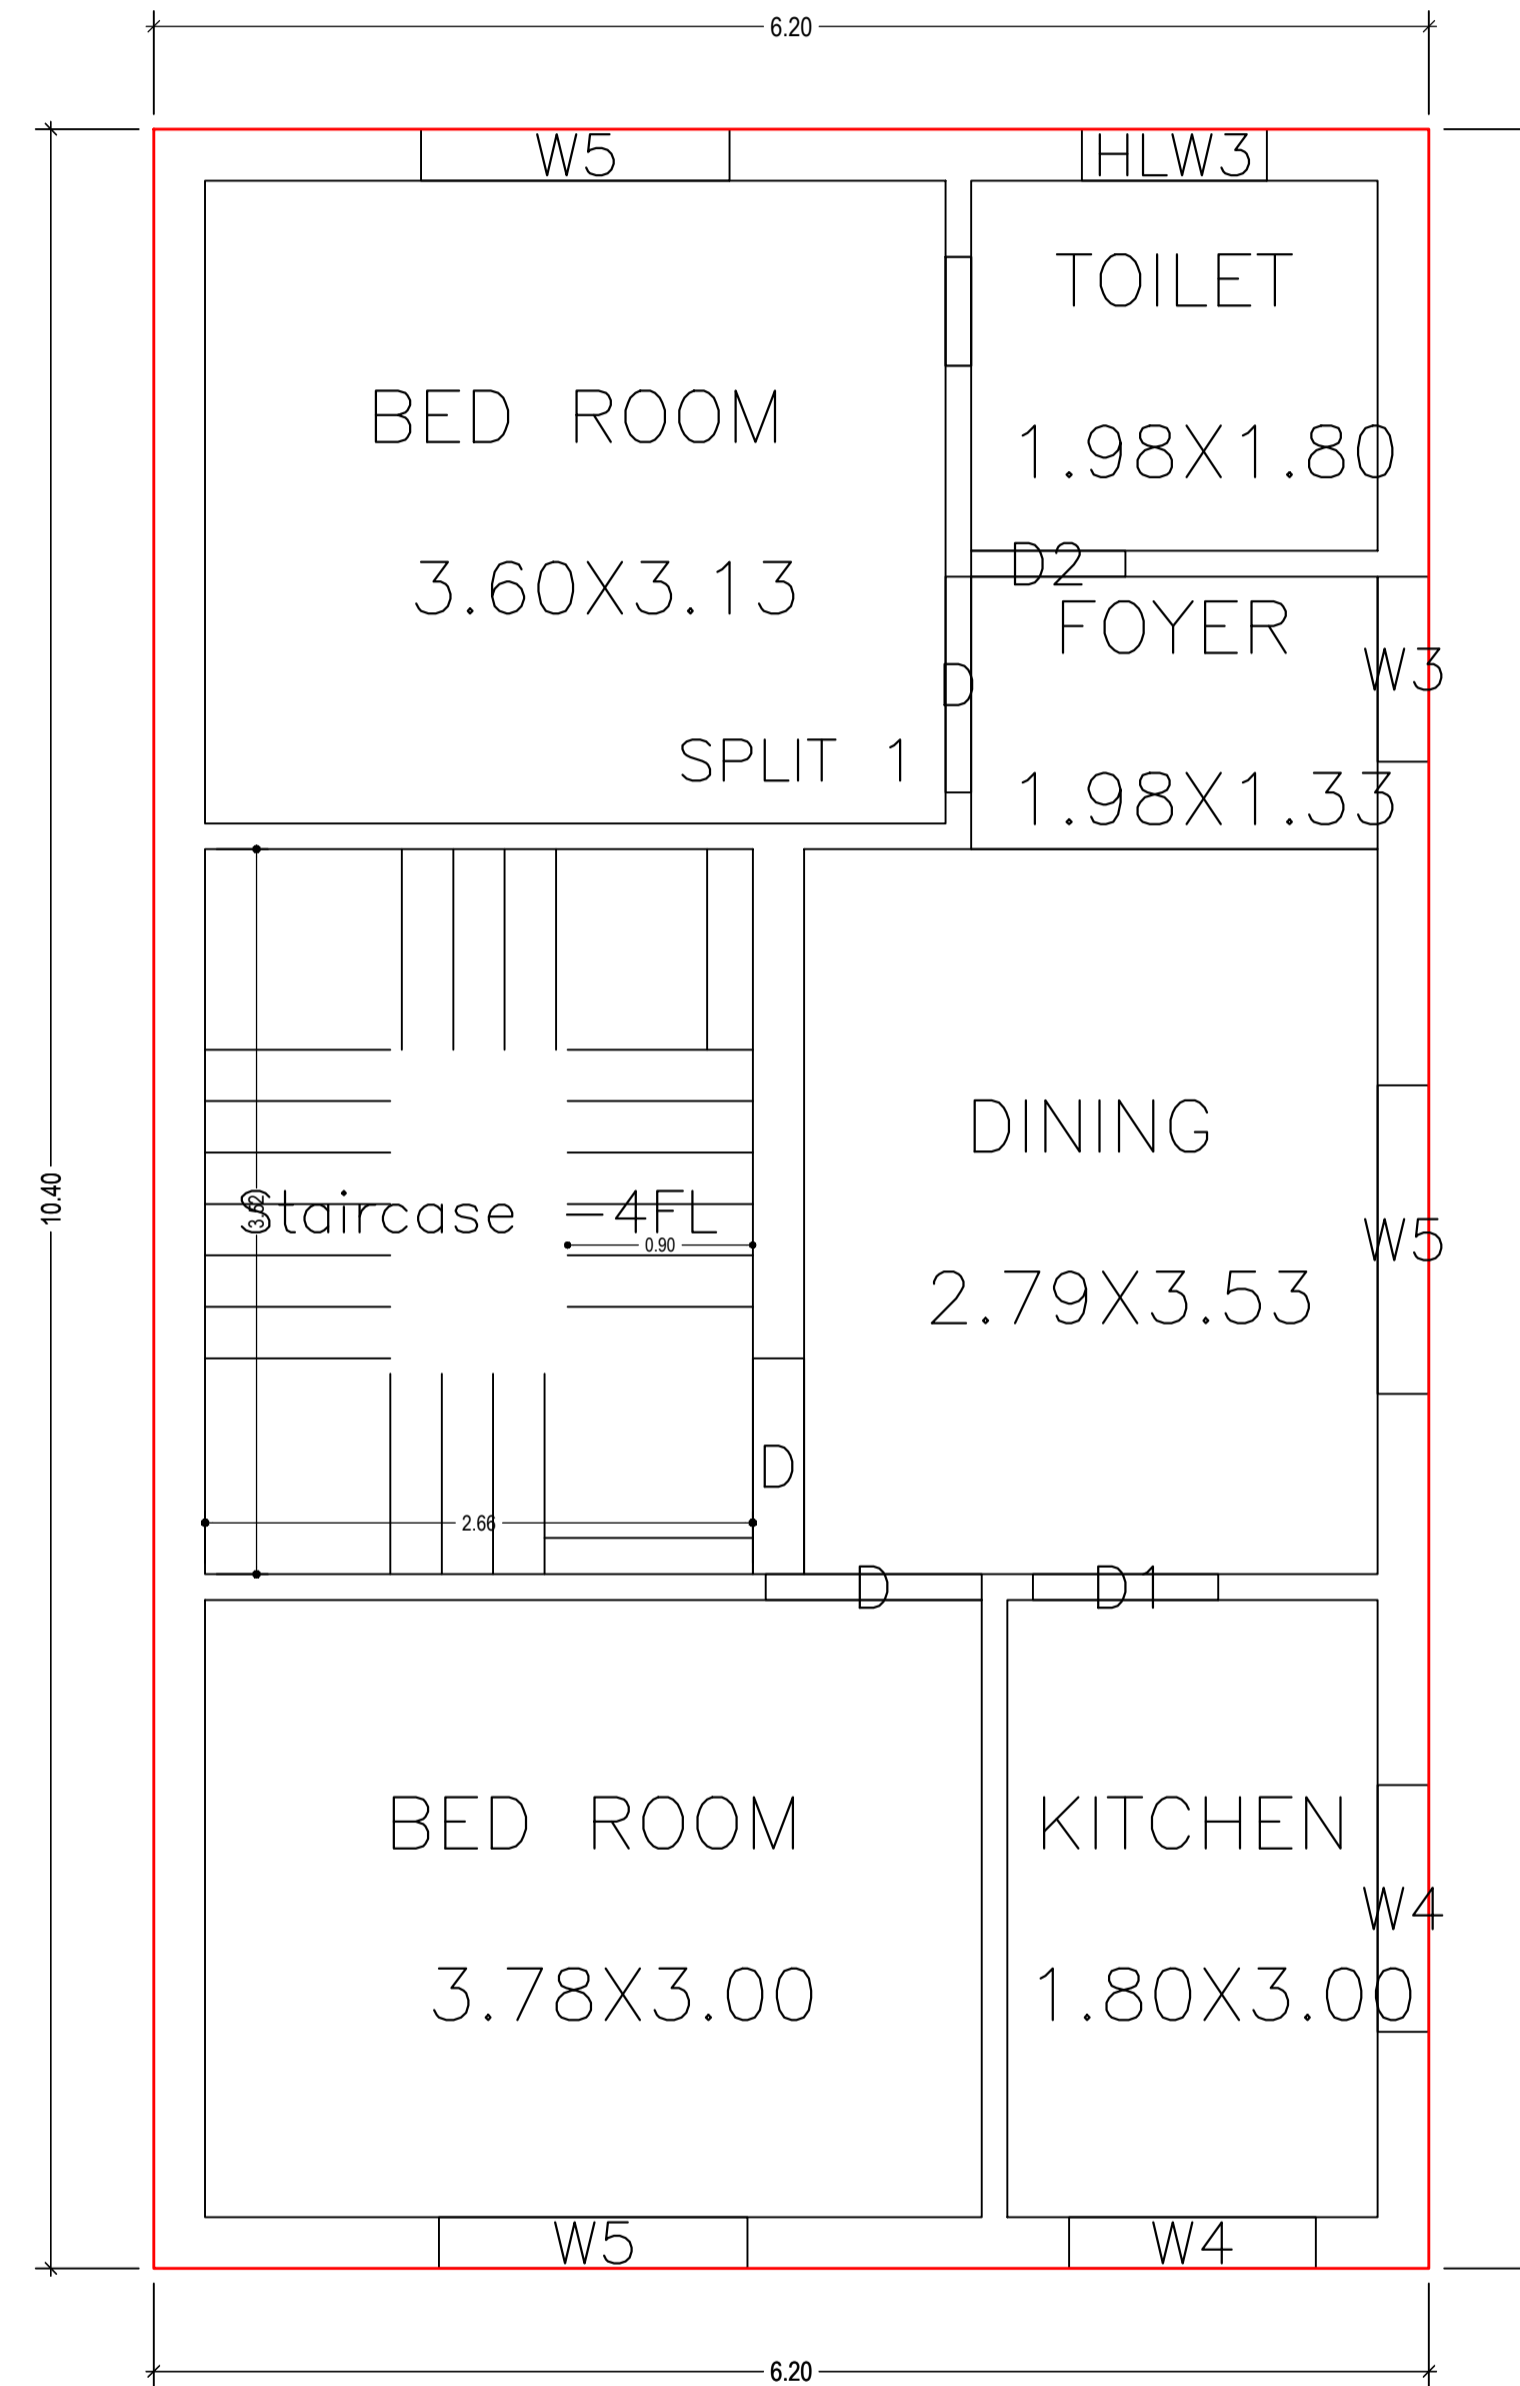 6.20
W5
HLW3
TOILET
1.98X1.80
BED ROOM
3.60X3.13
D2
FOYER
W3
D
SPLIT 1
1.98X1.33
10.40
DINING
2.79X3.53
Staircase =4FL
3.52
0.90
W5
D
2.66
D
D1
BED ROOM
3.78X3.00
KITCHEN
1.80X3.00
W4
W5
W4
6.20